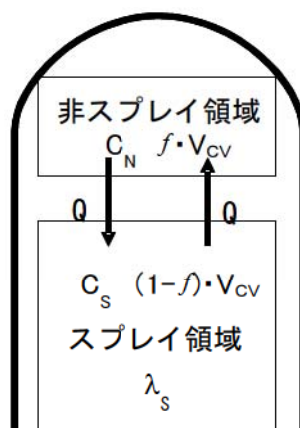 非スプレイ領域
C_N f・V_CV
Q Q
C_S (1-f)・V_CV
スプレイ領域
λ_S